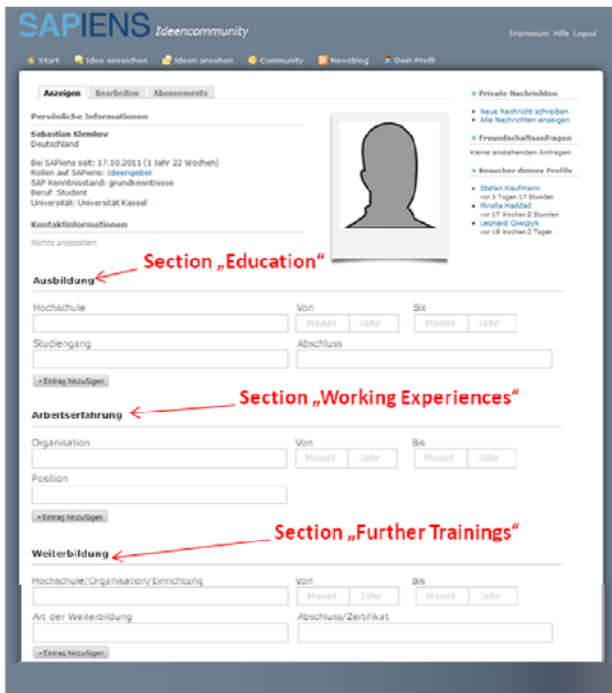 SAPIENS Ideencommunity
Impressum Hilfe Logout
Start Idee einreichen Ideen ansehen Community Newsblog Dein Profil
Anzeigen Bearbeiten Abonnements
Persönliche Informationen
Sebastian Klemkov
Deutschland
Bei SAPiens seit: 17.10.2011 (1 Jahr 22 Wochen)
Rollen auf SAPiens: Ideengeber
SAP Kenntnisstand: grundkenntnisse
Beruf: Student
Universität: Universität Kassel
Kontaktinformationen
Nichts angegeben
+ Private Nachrichten
• Neue Nachricht schreiben
• Alle Nachrichten anzeigen
+ Freundschaftsanfragen
Keine anstehenden Anfragen
+ Besucher deines Profils
• Stefan Kaufmann
vor 3 Tagen 17 Stunden
• Mirella Haddad
vor 17 Wochen 2 Stunden
• Leonard
vor 18 Wochen 2 Tagen
Section „Education“
Ausbildung
Hochschule Von Bis
Monat Jahr Monat Jahr
Studiengang Abschluss
+ Eintrag hinzufügen
Section „Working Experiences“
Arbeitserfahrung
Organisation Von Bis
Monat Jahr Monat Jahr
Position
+ Eintrag hinzufügen
Section „Further Trainings“
Weiterbildung
Hochschule/Organisation/Einrichtung Von Bis
Monat Jahr Monat Jahr
Art der Weiterbildung Abschluss/Zertifikat
+ Eintrag hinzufügen